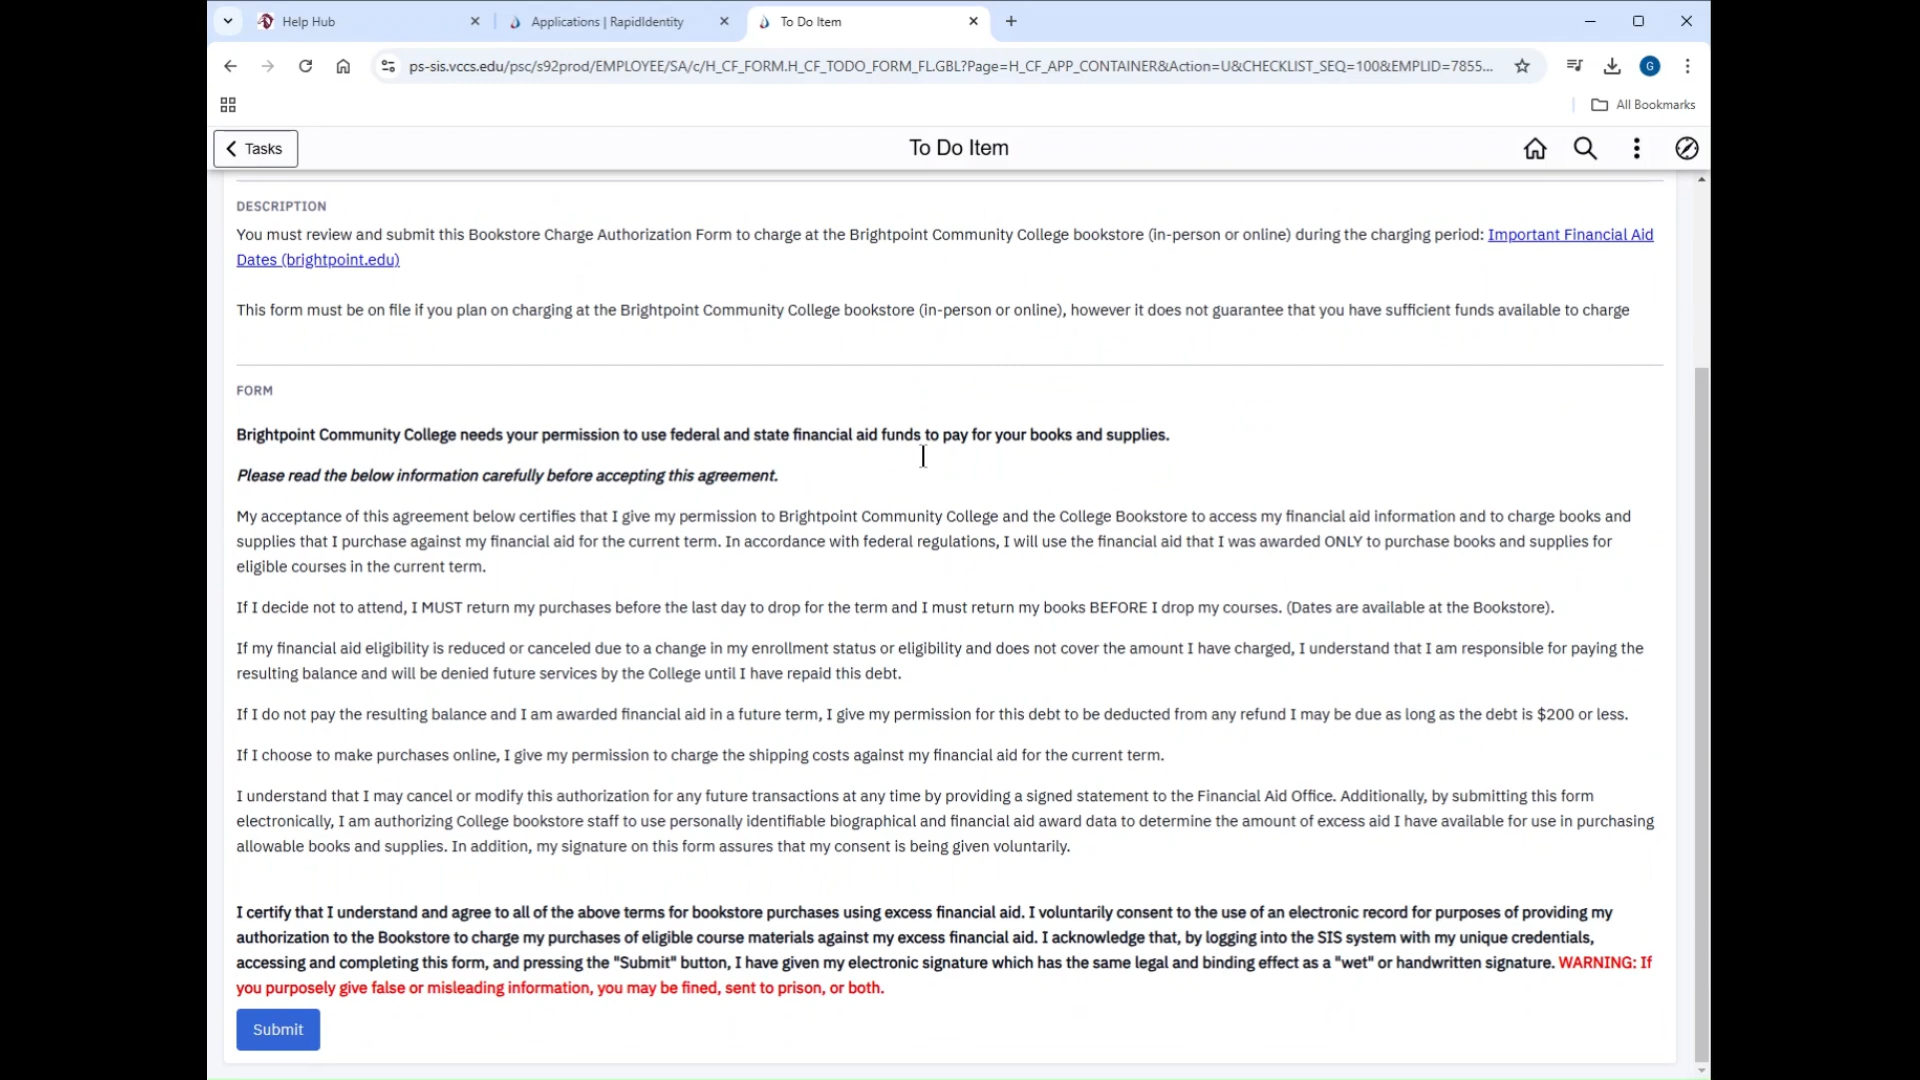 Help Hub
Applications | RapidIdentity
To Do Item
ps-sis.vccs.edu/psc/s92prod/EMPLOYEE/SA/c/H_CF_FORM.H_CF_TODO_FORM_FL.GBL?Page=H_CF_APP_CONTAINER&Action=U&CHECKLIST_SEQ=100&EMPLID=7855...
G
All Bookmarks
Tasks
To Do Item
DESCRIPTION
You must review and submit this Bookstore Charge Authorization Form to charge at the Brightpoint Community College bookstore (in-person or online) during the charging period: Important Financial Aid
Dates (brightpoint.edu)
This form must be on file if you plan on charging at the Brightpoint Community College bookstore (in-person or online), however it does not guarantee that you have sufficient funds available to charge
FORM
Brightpoint Community College needs your permission to use federal and state financial aid funds to pay for your books and supplies.
Please read the below information carefully before accepting this agreement.
My acceptance of this agreement below certifies that I give my permission to Brightpoint Community College and the College Bookstore to access my financial aid information and to charge books and
supplies that I purchase against my financial aid for the current term. In accordance with federal regulations, I will use the financial aid that I was awarded ONLY to purchase books and supplies for
eligible courses in the current term.
If I decide not to attend, I MUST return my purchases before the last day to drop for the term and I must return my books BEFORE I drop my courses. (Dates are available at the Bookstore).
If my financial aid eligibility is reduced or canceled due to a change in my enrollment status or eligibility and does not cover the amount I have charged, I understand that I am responsible for paying the
resulting balance and will be denied future services by the College until I have repaid this debt.
If I do not pay the resulting balance and I am awarded financial aid in a future term, I give my permission for this debt to be deducted from any refund I may be due as long as the debt is $200 or less.
If I choose to make purchases online, I give my permission to charge the shipping costs against my financial aid for the current term.
I understand that I may cancel or modify this authorization for any future transactions at any time by providing a signed statement to the Financial Aid Office. Additionally, by submitting this form
electronically, I am authorizing College bookstore staff to use personally identifiable biographical and financial aid award data to determine the amount of excess aid I have available for use in purchasing
allowable books and supplies. In addition, my signature on this form assures that my consent is being given voluntarily.
I certify that I understand and agree to all of the above terms for bookstore purchases using excess financial aid. I voluntarily consent to the use of an electronic record for purposes of providing my
authorization to the Bookstore to charge my purchases of eligible course materials against my excess financial aid. I acknowledge that, by logging into the SIS system with my unique credentials,
accessing and completing this form, and pressing the "Submit" button, I have given my electronic signature which has the same legal and binding effect as a "wet" or handwritten signature. WARNING: If
you purposely give false or misleading information, you may be fined, sent to prison, or both.
Submit